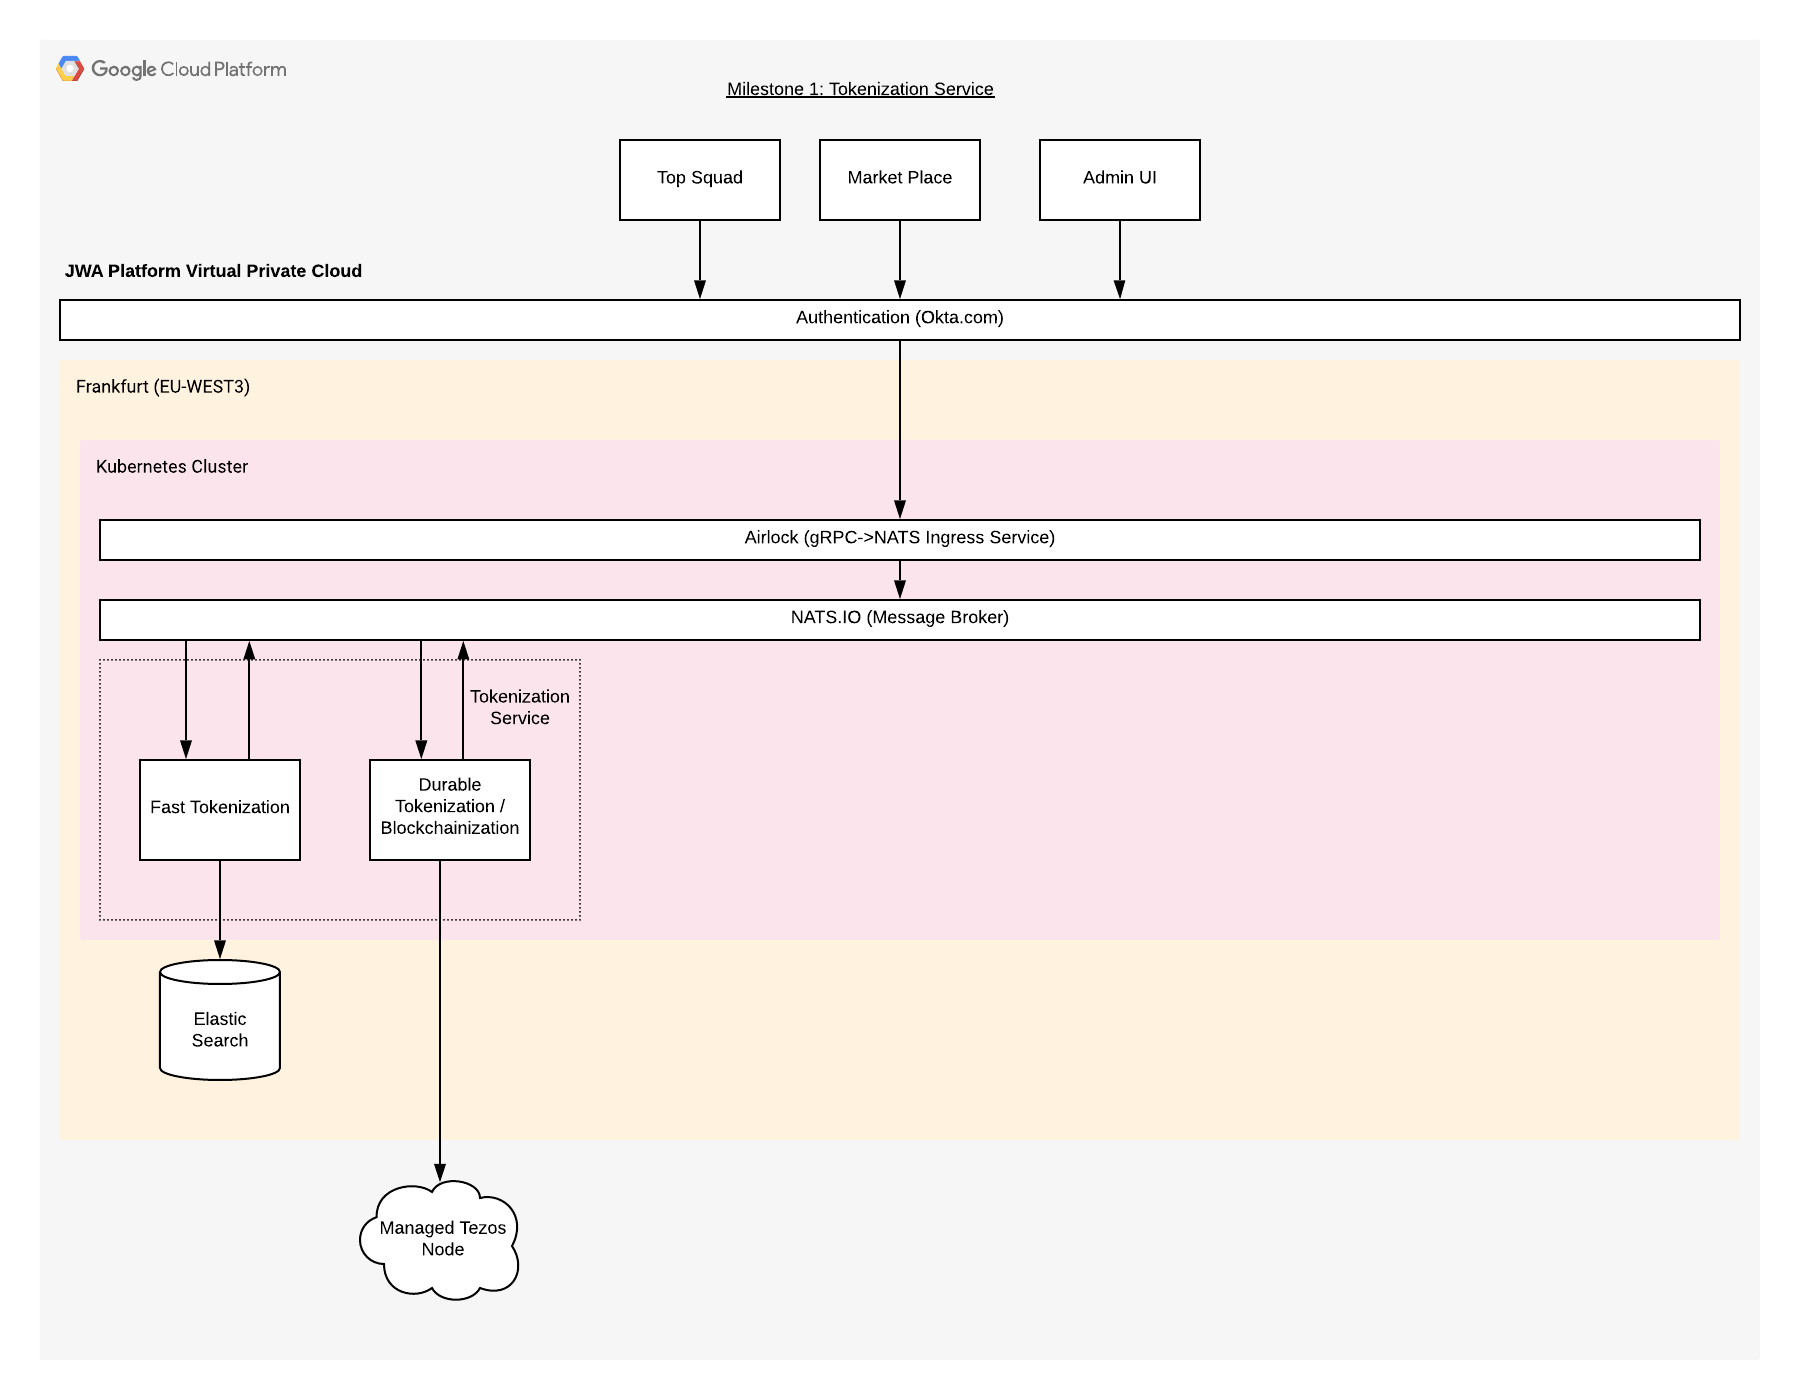 Google Cloud Platform
Milestone 1: Tokenization Service
Top Squad
Market Place
Admin UI
JWA Platform Virtual Private Cloud
Authentication (Okta.com)
Frankfurt (EU-WEST3)
Kubernetes Cluster
Airlock (gRPC->NATS Ingress Service)
NATS.IO (Message Broker)
Tokenization
Service
Fast Tokenization
Durable
Tokenization /
Blockchainization
Elastic
Search
Managed Tezos
Node